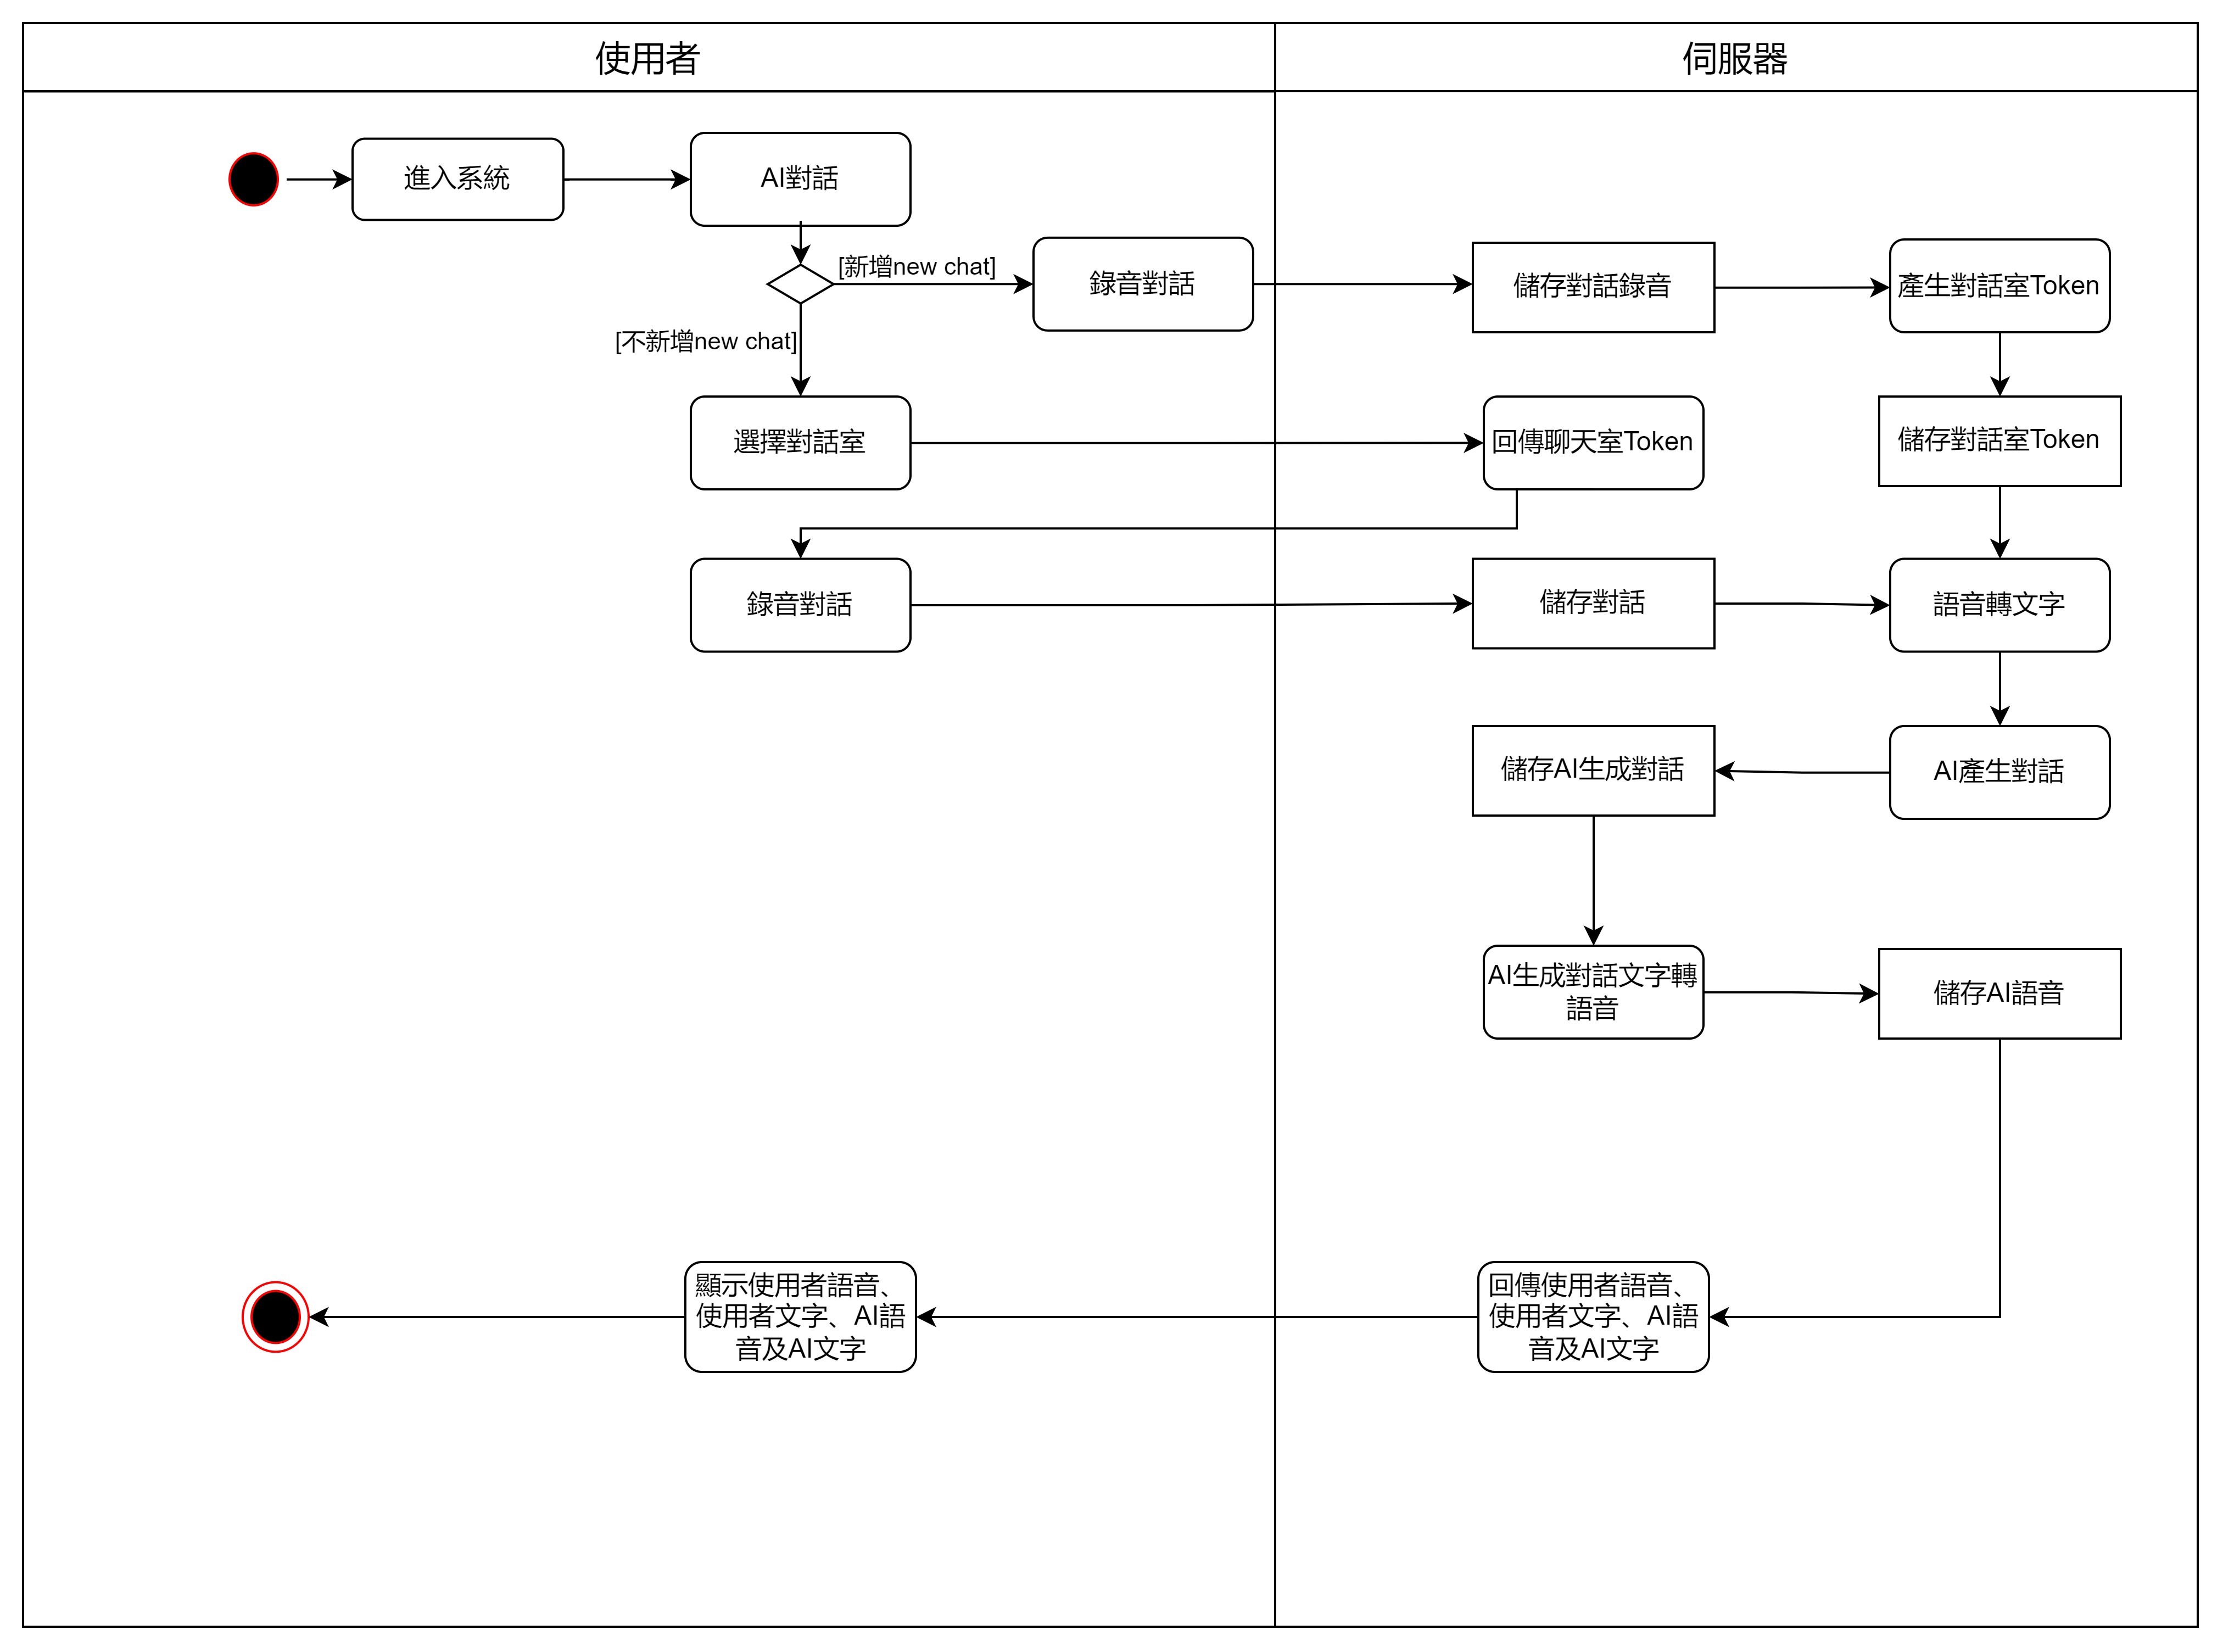 使用者
伺服器
進入系統
AI對話
[新增new chat]
錄音對話
儲存對話錄音
產生對話室Token
[不新增new chat]
選擇對話室
回傳聊天室Token
儲存對話室Token
錄音對話
儲存對話
語音轉文字
儲存AI生成對話
AI產生對話
AI生成對話文字轉
語音
儲存AI語音
顯示使用者語音、
使用者文字、AI語
音及AI文字
回傳使用者語音、
使用者文字、AI語
音及AI文字